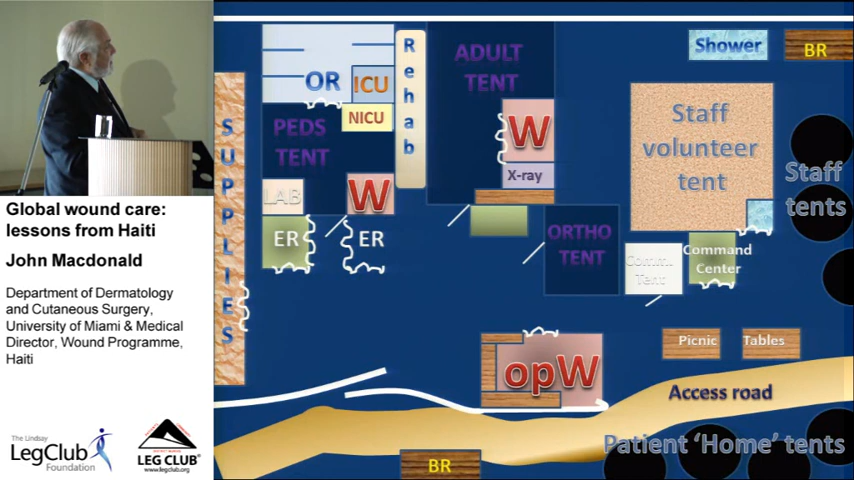 Global wound care:
lessons from Haiti
John Macdonald
Department of Dermatology
and Cutaneous Surgery,
University of Miami & Medical
Director, Wound Programme,
Haiti
The Lindsay
LegClub
Foundation
LEG CLUB®
www.legclub.org
SUPPLIES
OR
ICU
NICU
PEDS
TENT
LAB
W
ER
ER
Rehab
ADULT
TENT
W
X-ray
ORTHO
TENT
Shower
BR
Staff
volunteer
tent
Staff
tents
Comm.
Tent
Command
Center
Picnic
Tables
opW
Access road
Patient ‘Home’ tents
BR